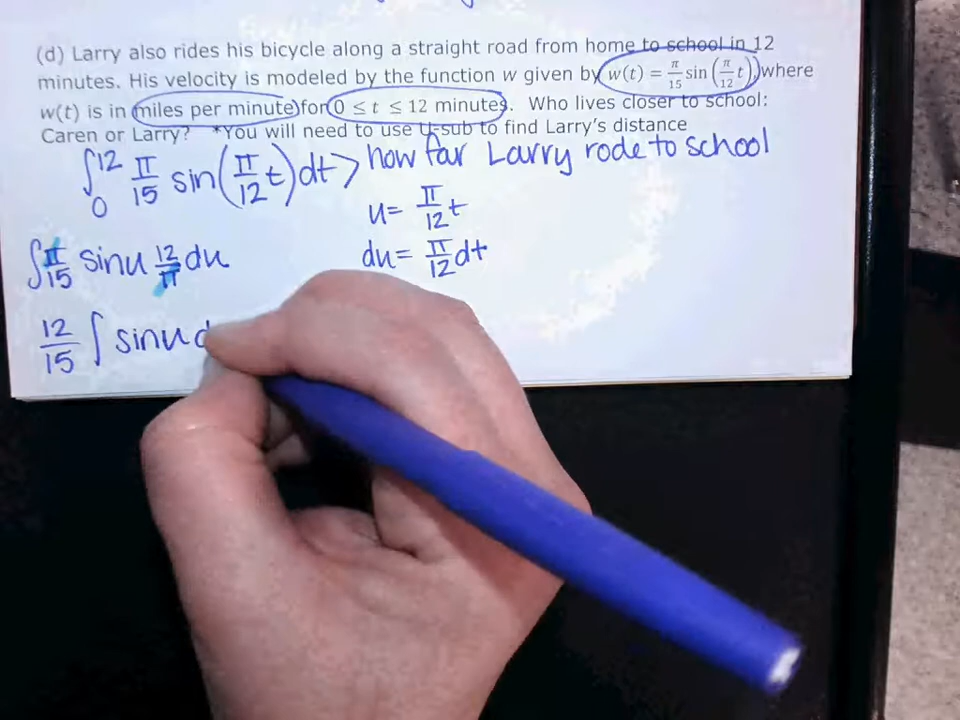 (d) Larry also rides his bicycle along a straight road from home to school in 12
minutes. His velocity is modeled by the function w given by w(t) = π/15 sin(π/12 t), where
w(t) is in miles per minute for 0 ≤ t ≤ 12 minutes. Who lives closer to school:
Caren or Larry? *You will need to use U-sub to find Larry's distance
∫₀¹² π/15 sin(π/12 t)dt > how far Larry rode to school
u= π/12 t
∫ π/15 sinu 12/π du
du= π/12 dt
12/15 ∫ sinu d